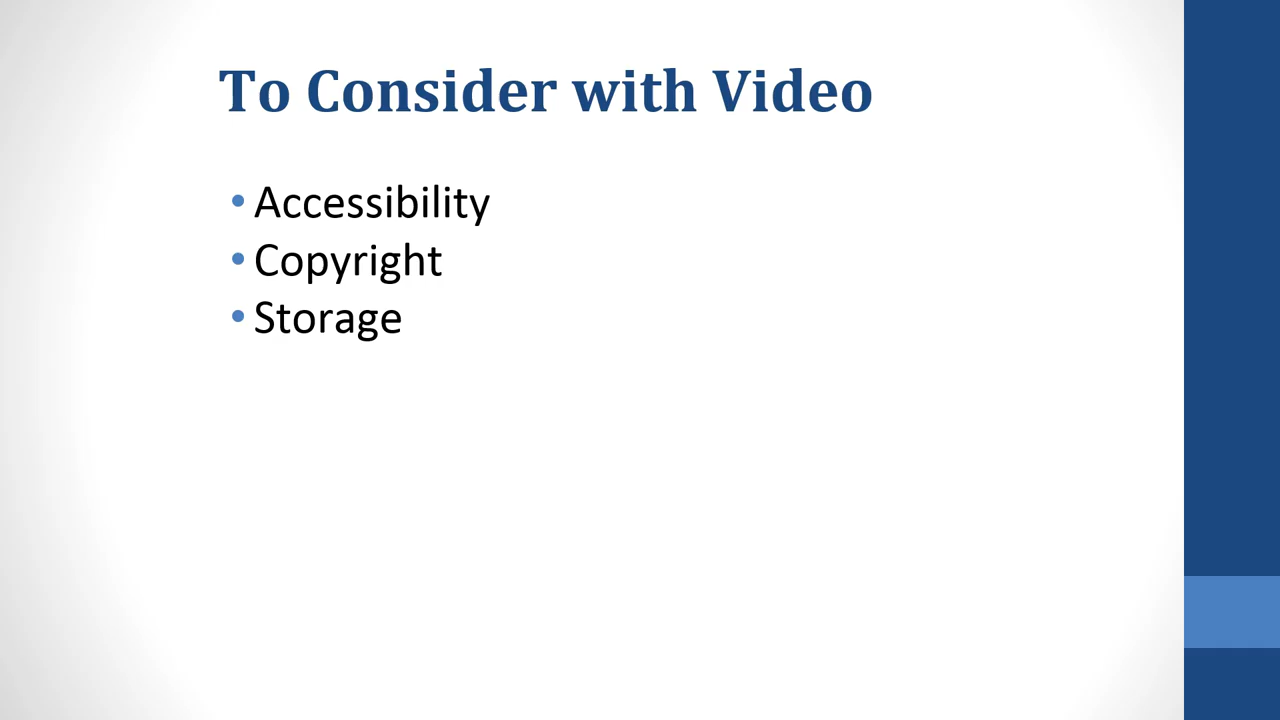 To Consider with Video
• Accessibility
• Copyright
• Storage